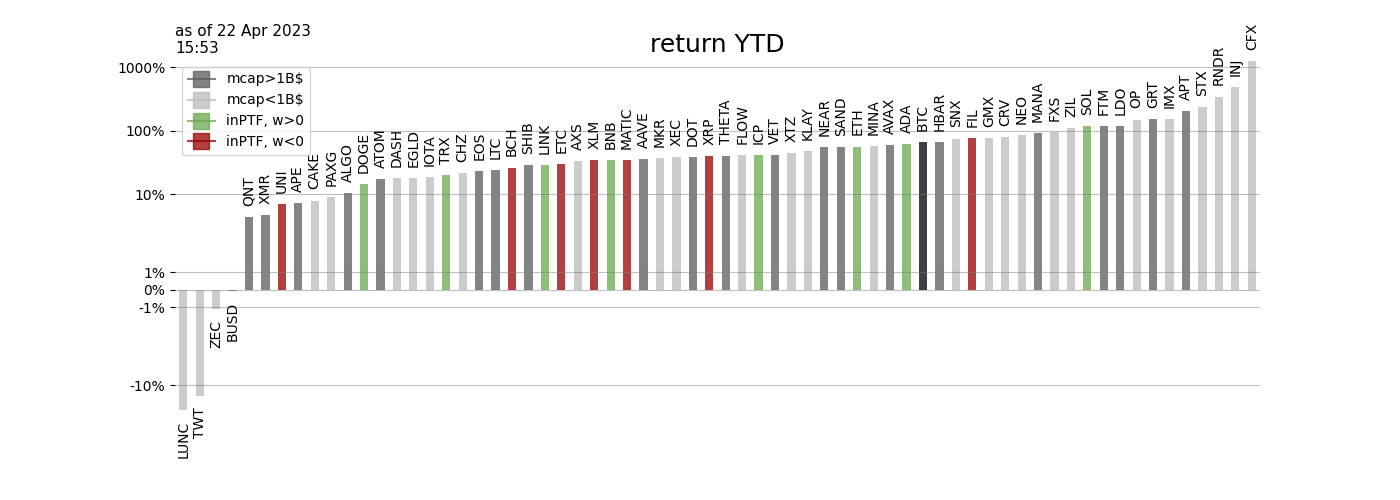 as of 22 Apr 2023
15:53
return YTD
1000%
100%
10%
1%
0%
-1%
-10%
mcap>1B$
mcap<1B$
inPTF, w>0
inPTF, w<0
LUNC
TWT
ZEC
BUSD
QNT
XMR
UNI
APE
CAKE
PAXG
ALGO
DOGE
ATOM
DASH
EGLD
IOTA
TRX
CHZ
EOS
LTC
BCH
SHIB
LINK
ETC
AXS
XLM
BNB
MATIC
AAVE
MKR
XEC
DOT
XRP
THETA
FLOW
ICP
VET
XTZ
KLAY
NEAR
SAND
ETH
MINA
AVAX
ADA
BTC
HBAR
SNX
FIL
GMX
CRV
NEO
MANA
FXS
ZIL
SOL
FTM
LDO
OP
GRT
IMX
APT
STX
RNDR
INJ
CFX